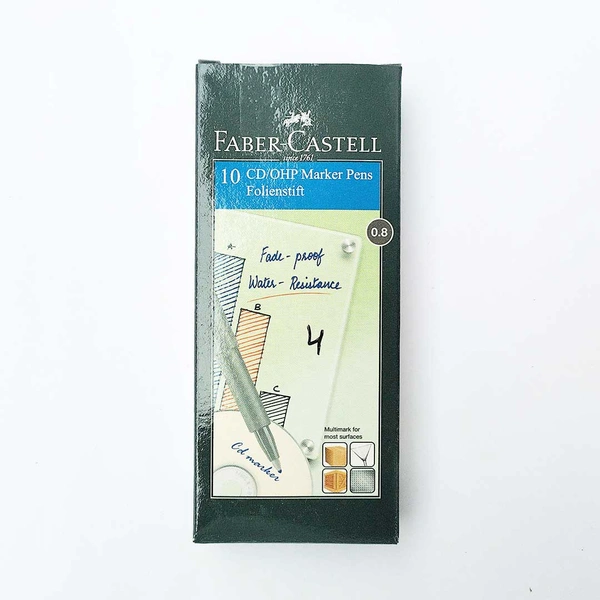 FABER-CASTELL
since 1761
10 CD/OHP Marker Pens
Folienstift
0.8
A
Fade-proof
Water-Resistance
B
4
C
Multimark for
most surfaces
Cd marker